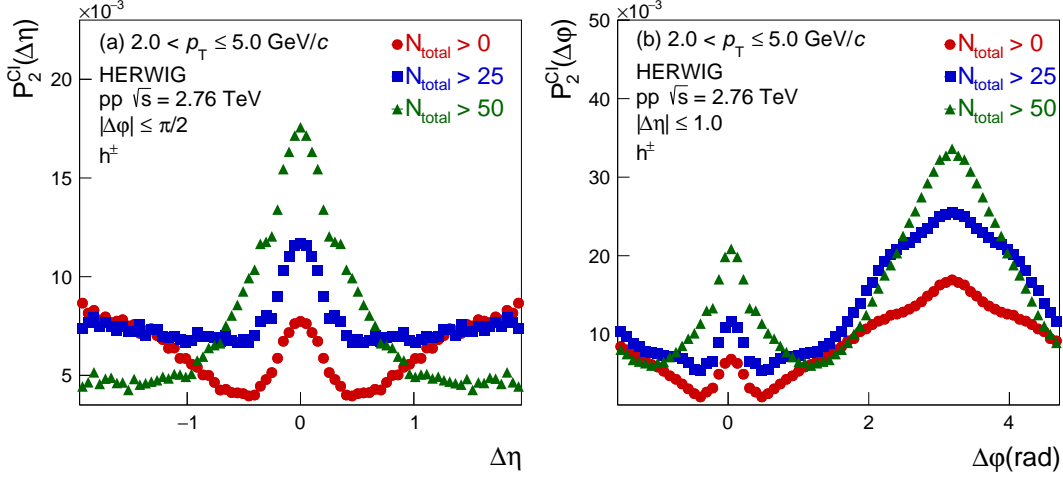 ×10⁻³
P₂^CI(Δη)
(a) 2.0 < p_T ≤ 5.0 GeV/c
HERWIG
pp √s = 2.76 TeV
|Δφ| ≤ π/2
h±
N_total > 0
N_total > 25
N_total > 50
20
15
10
5
−1
0
1
Δη
×10⁻³
P₂^CI(Δφ)
(b) 2.0 < p_T ≤ 5.0 GeV/c
HERWIG
pp √s = 2.76 TeV
|Δη| ≤ 1.0
h±
N_total > 0
N_total > 25
N_total > 50
50
40
30
20
10
0
2
4
Δφ(rad)